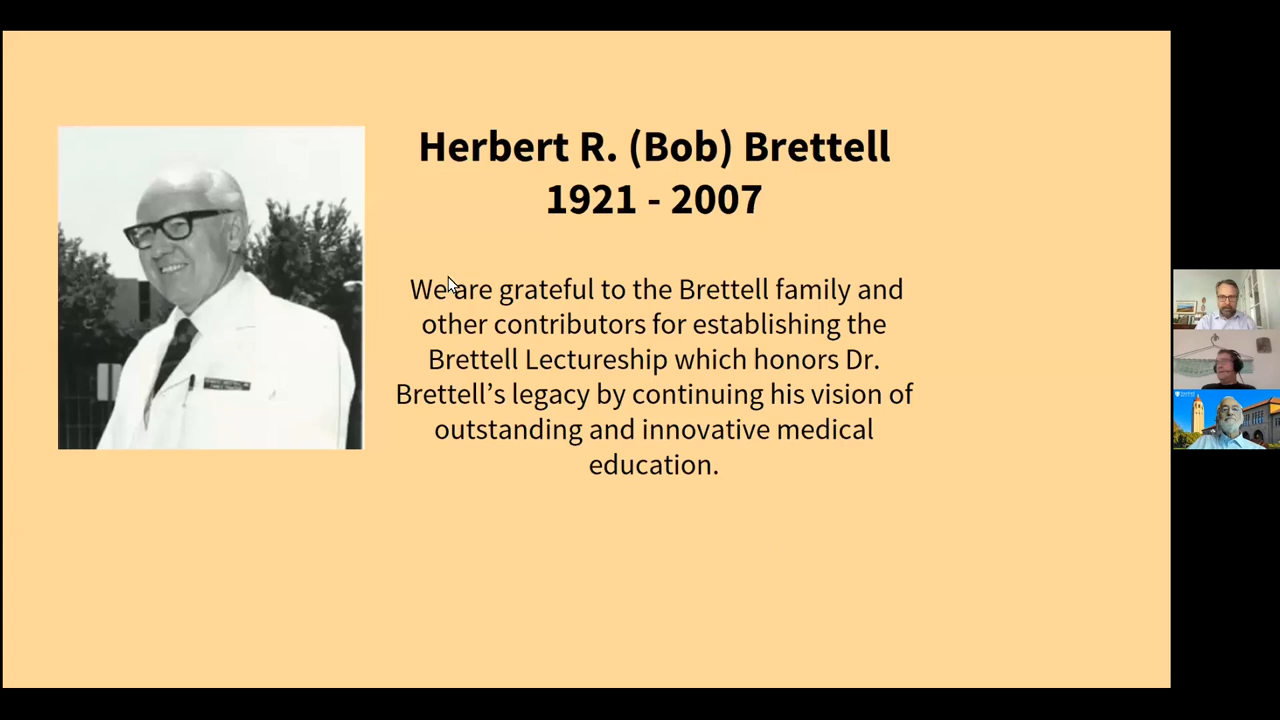 Herbert R. (Bob) Brettell
1921 - 2007
We are grateful to the Brettell family and
other contributors for establishing the
Brettell Lectureship which honors Dr.
Brettell’s legacy by continuing his vision of
outstanding and innovative medical
education.